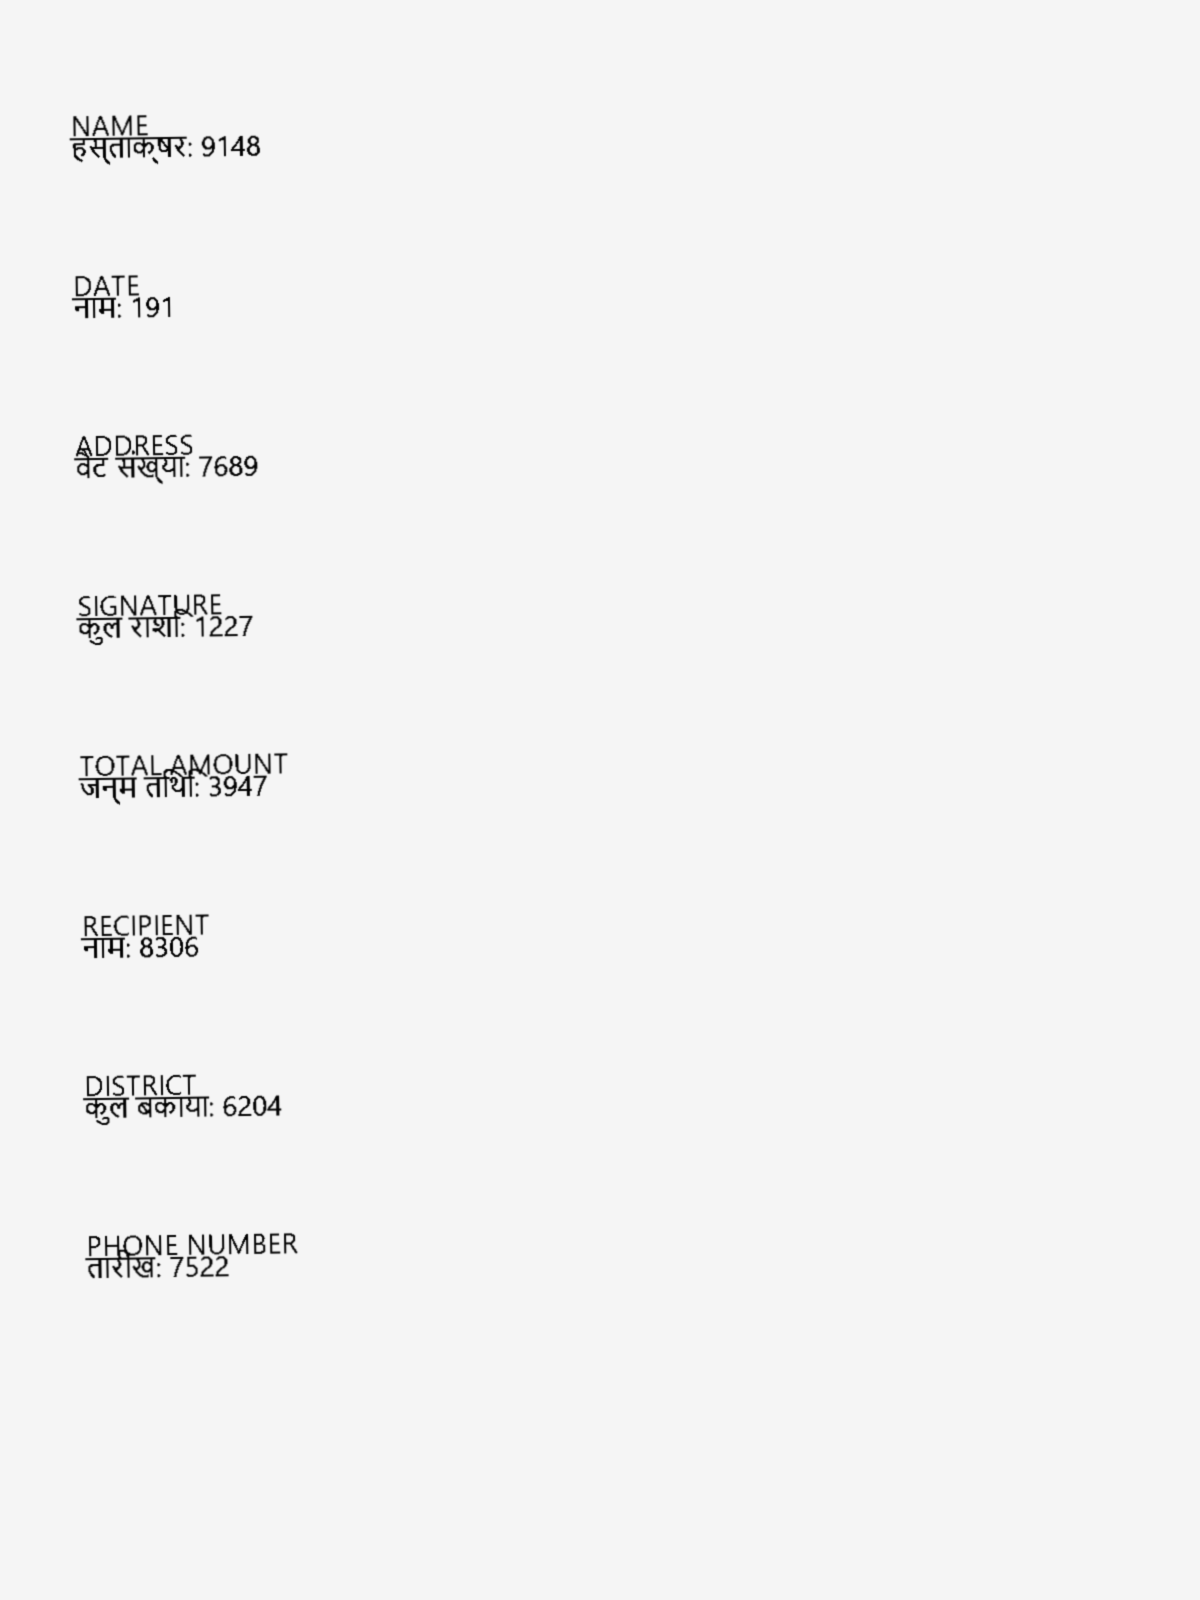 NAME
हस्ताक्षर: 9148
DATE
नाम: 191
ADDRESS
वैट संख्या: 7689
SIGNATURE
कुल राशि: 1227
TOTAL AMOUNT
जन्म तिथि: 3947
RECIPIENT
नाम: 8306
DISTRICT
कुल बकाया: 6204
PHONE NUMBER
तारीख: 7522